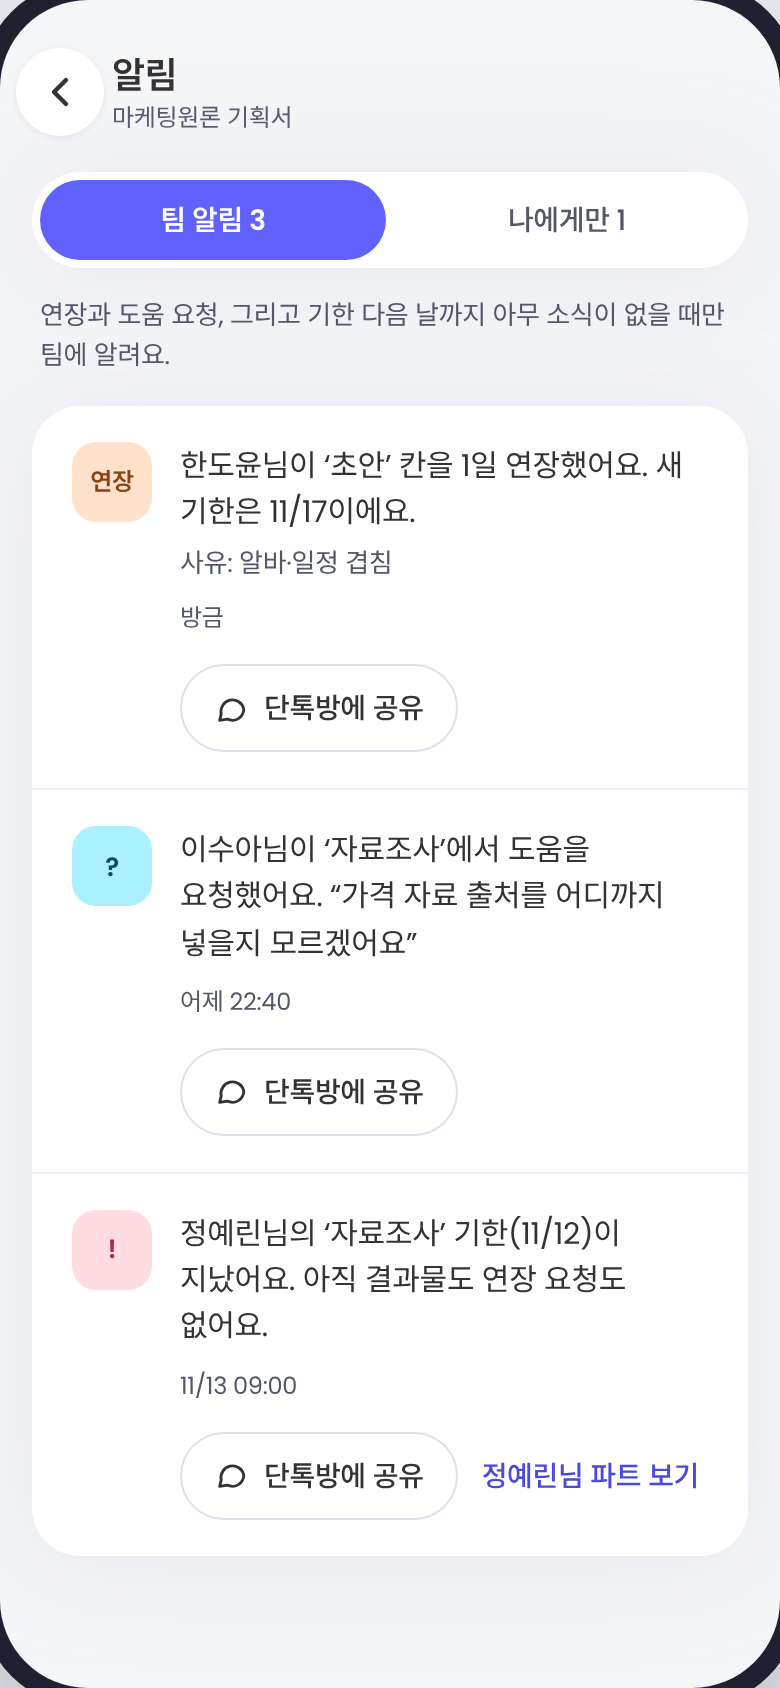 알림
마케팅원론 기획서
팀 알림 3
나에게만 1
연장과 도움 요청, 그리고 기한 다음 날까지 아무 소식이 없을 때만
팀에 알려요.
연장
한도윤님이 ‘초안’ 칸을 1일 연장했어요. 새
기한은 11/17이에요.
사유: 알바·일정 겹침
방금
단톡방에 공유
?
이수아님이 ‘자료조사’에서 도움을
요청했어요. “가격 자료 출처를 어디까지
넣을지 모르겠어요”
어제 22:40
단톡방에 공유
!
정예린님의 ‘자료조사’ 기한(11/12)이
지났어요. 아직 결과물도 연장 요청도
없어요.
11/13 09:00
단톡방에 공유
정예린님 파트 보기